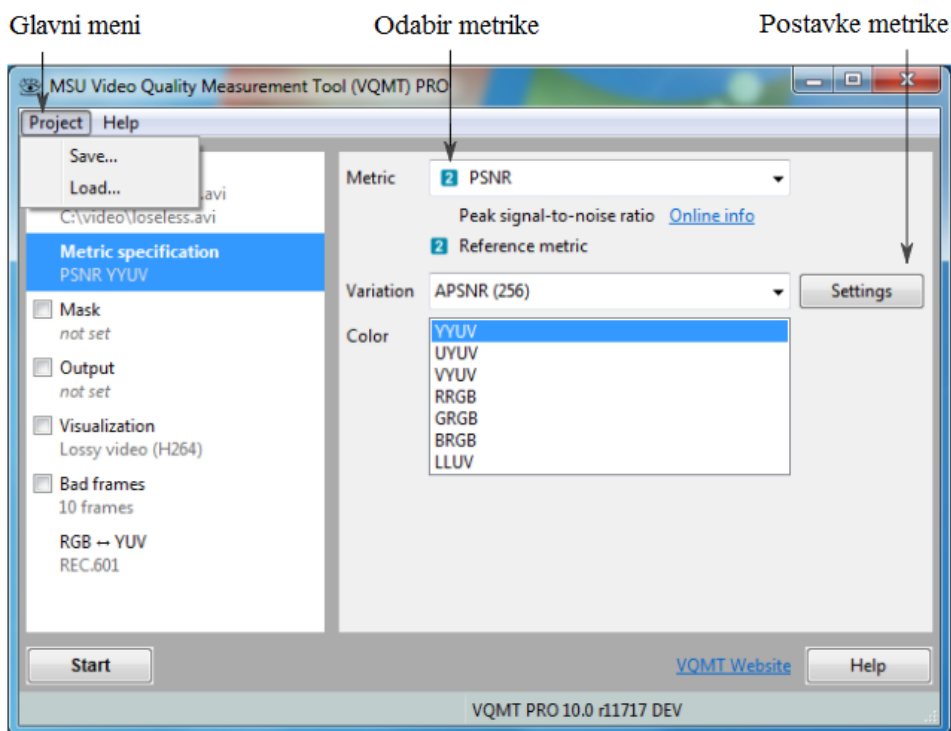 Glavni meni Odabir metrike Postavke metrike
MSU Video Quality Measurement Tool (VQMT) PRO
Project Help
Save...
Load...
.avi
C:\video\loseless.avi
Metric specification
PSNR YYUV
Mask
not set
Output
not set
Visualization
Lossy video (H264)
Bad frames
10 frames
RGB ↔ YUV
REC.601
Metric 2 PSNR
Peak signal-to-noise ratio Online info
2 Reference metric
Variation APSNR (256) Settings
Color YYUV
UYUV
VYUV
RRGB
GRGB
BRGB
LLUV
Start VQMT Website Help
VQMT PRO 10.0 r11717 DEV